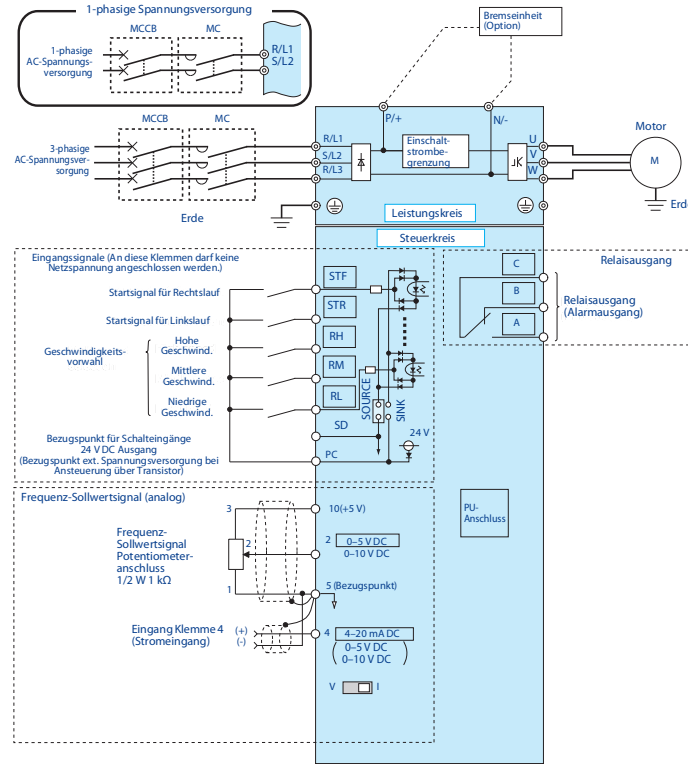 1-phasige Spannungsversorgung
MCCB
MC
1-phasige
AC-Spannungs-
versorgung
R/L1
S/L2
Bremseinheit
(Option)
MCCB
MC
3-phasige
AC-Spannungsver-
sorgung
R/L1
S/L2
R/L3
P/+
N/-
Einschalt-
strombe-
grenzung
U
V
W
Motor
M
Erde
Erde
Leistungskreis
Steuerkreis
Eingangssignale (An diese Klemmen darf keine
Netzspannung angeschlossen werden.)
Startsignal für Rechtslauf
Startsignal für Linkslauf
Geschwindigkeits-
vorwahl
Hohe
Geschwind.
Mittlere
Geschwind.
Niedrige
Geschwind.
Bezugspunkt für Schalteingänge
24 V DC Ausgang
(Bezugspunkt ext. Spannungsversorgung bei
Ansteuerung über Transistor)
STF
STR
RH
RM
RL
SD
PC
SOURCE
SINK
24 V
C
B
A
Relaisausgang
Relaisausgang
(Alarmausgang)
Frequenz-Sollwertsignal (analog)
Frequenz-
Sollwertsignal
Potentiometer-
anschluss
1/2 W 1 kΩ
3
2
1
10(+5 V)
2
0–5 V DC
0–10 V DC
5 (Bezugspunkt)
PU-
Anschluss
Eingang Klemme 4
(Stromeingang)
(+)
(-)
4
4–20 mA DC
( 0–5 V DC
0–10 V DC )
V
I